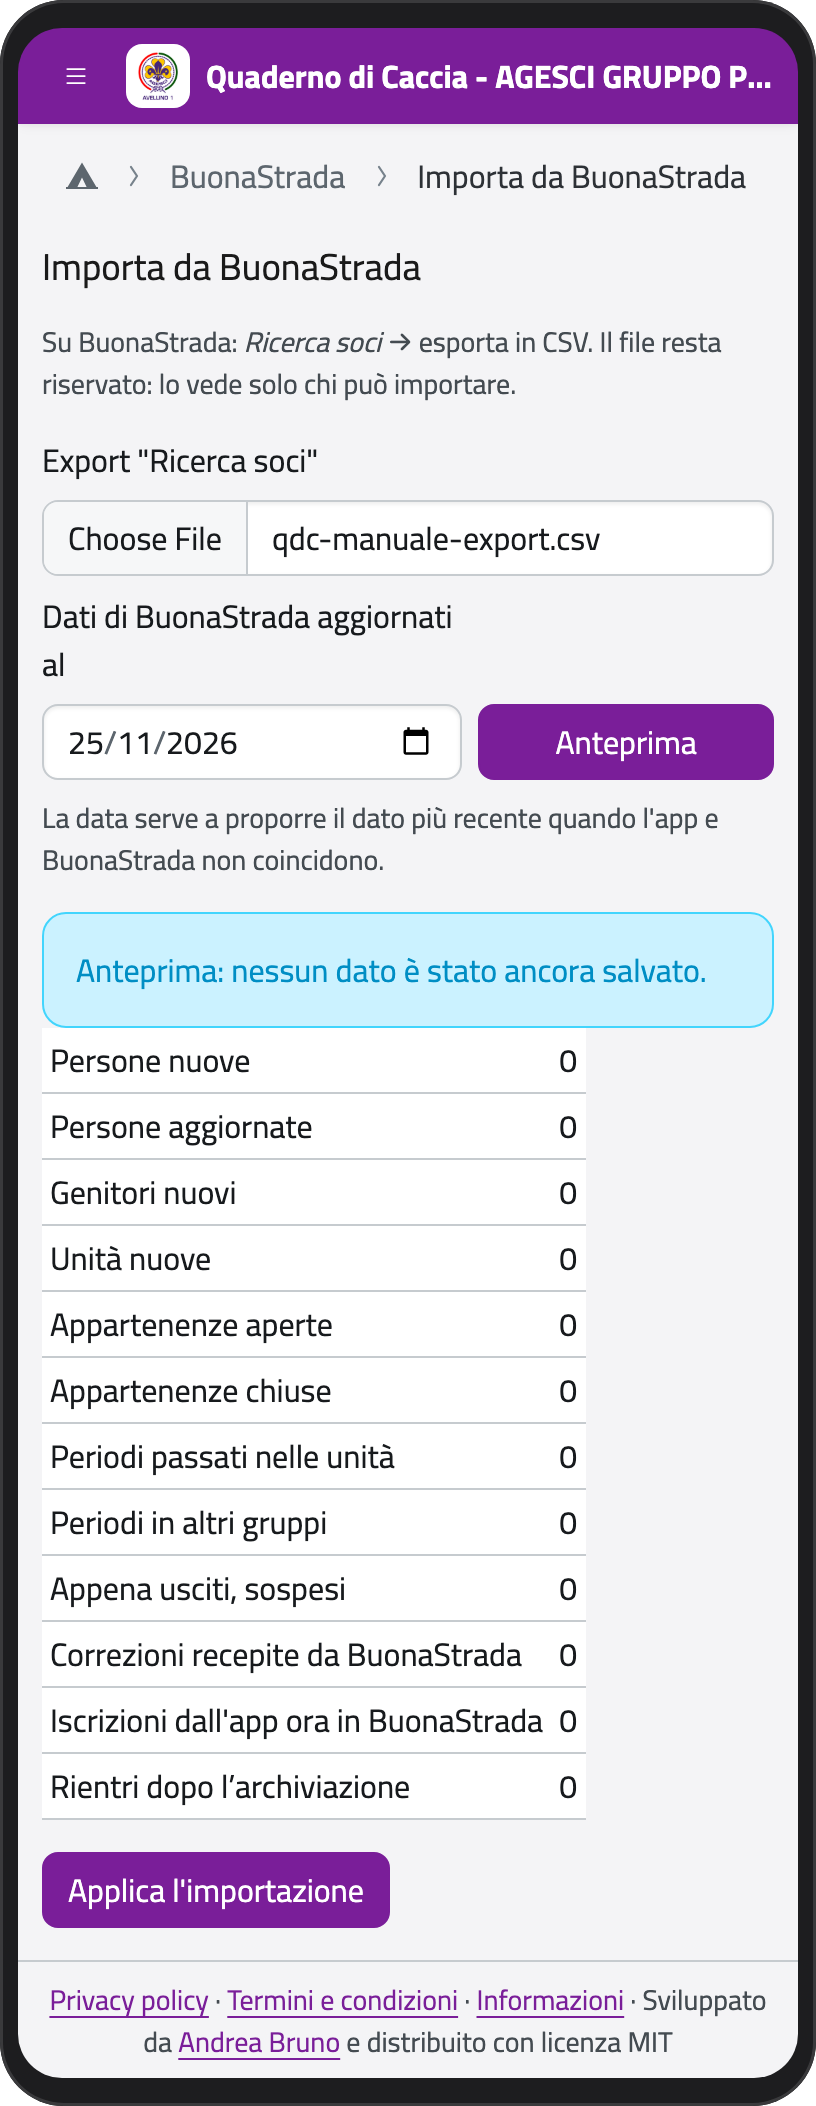 AVELLINO 1
Quaderno di Caccia - AGESCI GRUPPO P...
BuonaStrada
Importa da BuonaStrada
Importa da BuonaStrada
Su BuonaStrada: Ricerca soci → esporta in CSV. Il file resta
riservato: lo vede solo chi può importare.
Export "Ricerca soci"
Choose File qdc-manuale-export.csv
Dati di BuonaStrada aggiornati
al
25/11/2026
Anteprima
La data serve a proporre il dato più recente quando l'app e
BuonaStrada non coincidono.
Anteprima: nessun dato è stato ancora salvato.
Persone nuove 0
Persone aggiornate 0
Genitori nuovi 0
Unità nuove 0
Appartenenze aperte 0
Appartenenze chiuse 0
Periodi passati nelle unità 0
Periodi in altri gruppi 0
Appena usciti, sospesi 0
Correzioni recepite da BuonaStrada 0
Iscrizioni dall'app ora in BuonaStrada 0
Rientri dopo l’archiviazione 0
Applica l'importazione
Privacy policy · Termini e condizioni · Informazioni · Sviluppato
da Andrea Bruno e distribuito con licenza MIT